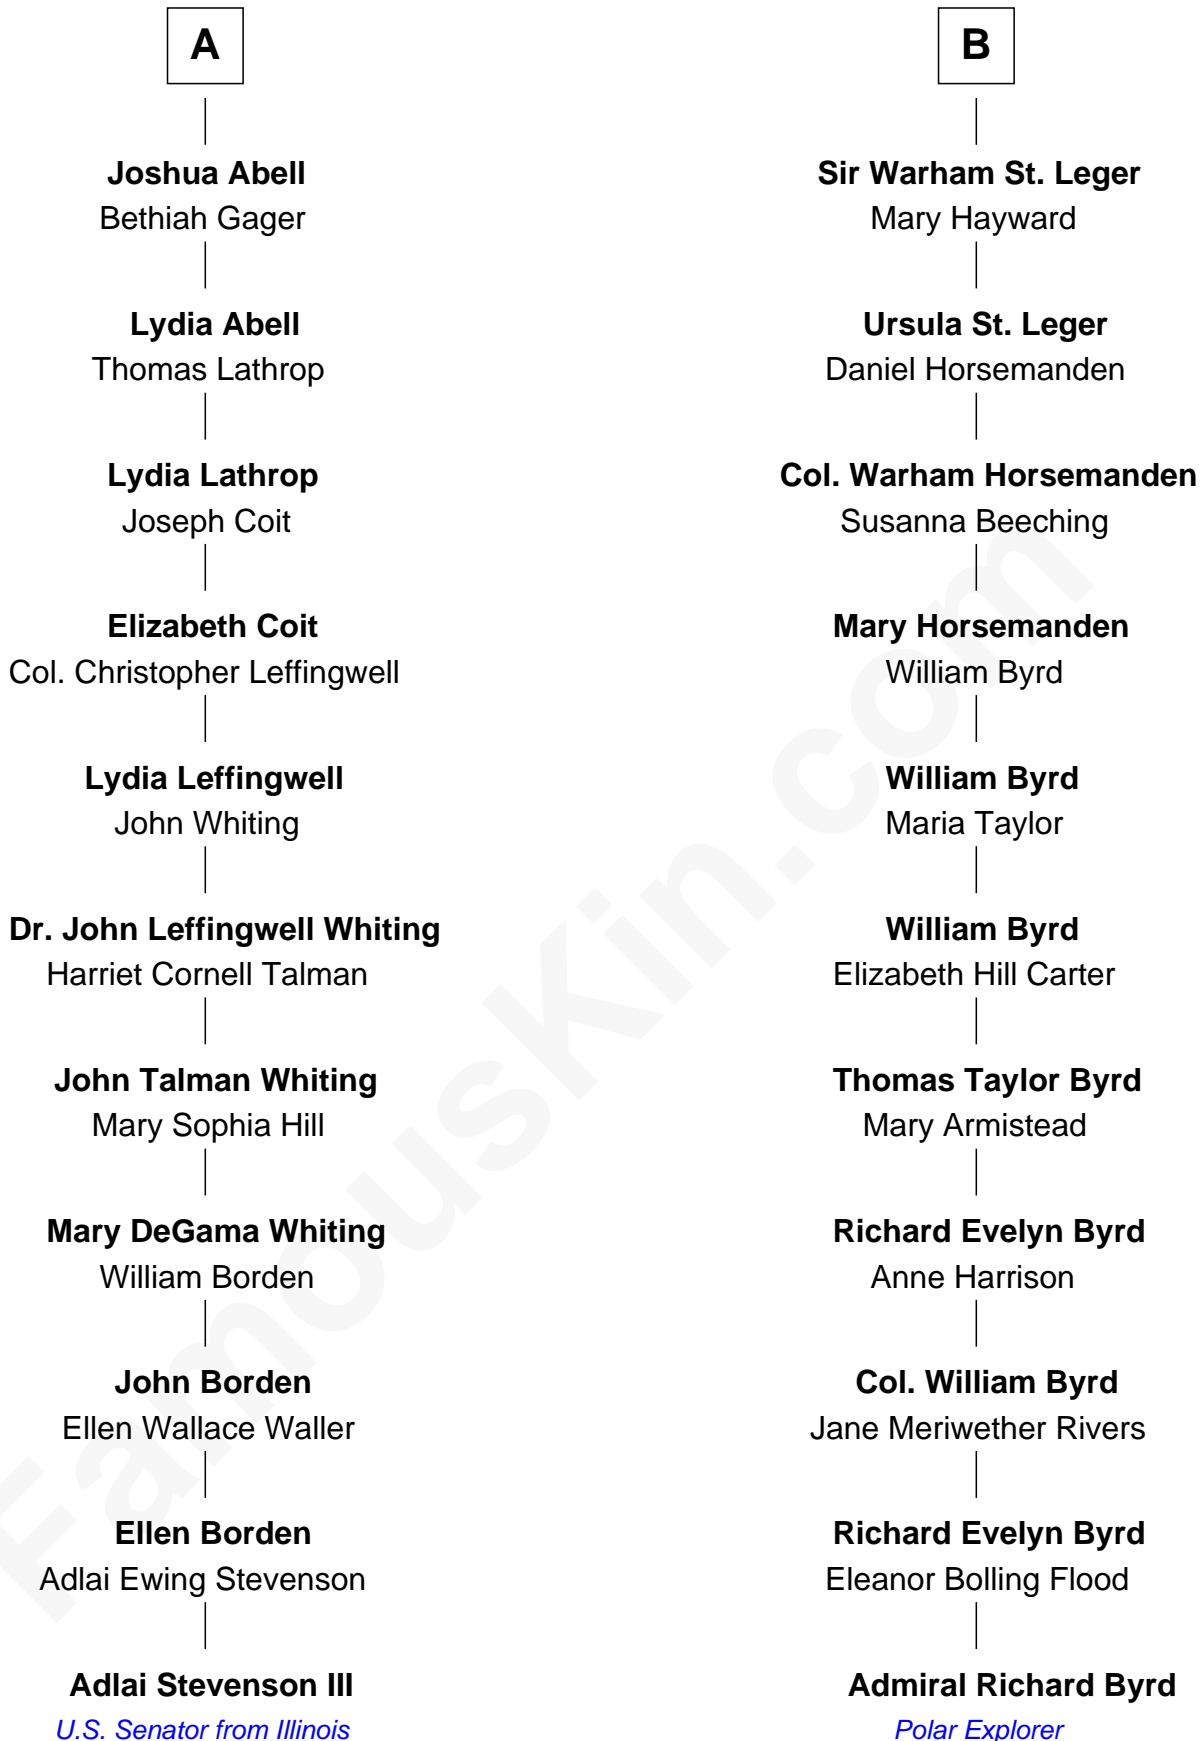 A
Joshua Abell
Bethiah Gager
Lydia Abell
Thomas Lathrop
Lydia Lathrop
Joseph Coit
Elizabeth Coit
Col. Christopher Leffingwell
Lydia Leffingwell
John Whiting
Dr. John Leffingwell Whiting
Harriet Cornell Talman
John Talman Whiting
Mary Sophia Hill
Mary DeGama Whiting
William Borden
John Borden
Ellen Wallace Waller
Ellen Borden
Adlai Ewing Stevenson
Adlai Stevenson III
U.S. Senator from Illinois
B
Sir Warham St. Leger
Mary Hayward
Ursula St. Leger
Daniel Horsemanden
Col. Warham Horsemanden
Susanna Beeching
Mary Horsemanden
William Byrd
William Byrd
Maria Taylor
William Byrd
Elizabeth Hill Carter
Thomas Taylor Byrd
Mary Armistead
Richard Evelyn Byrd
Anne Harrison
Col. William Byrd
Jane Meriwether Rivers
Richard Evelyn Byrd
Eleanor Bolling Flood
Admiral Richard Byrd
Polar Explorer
FamousKin.com